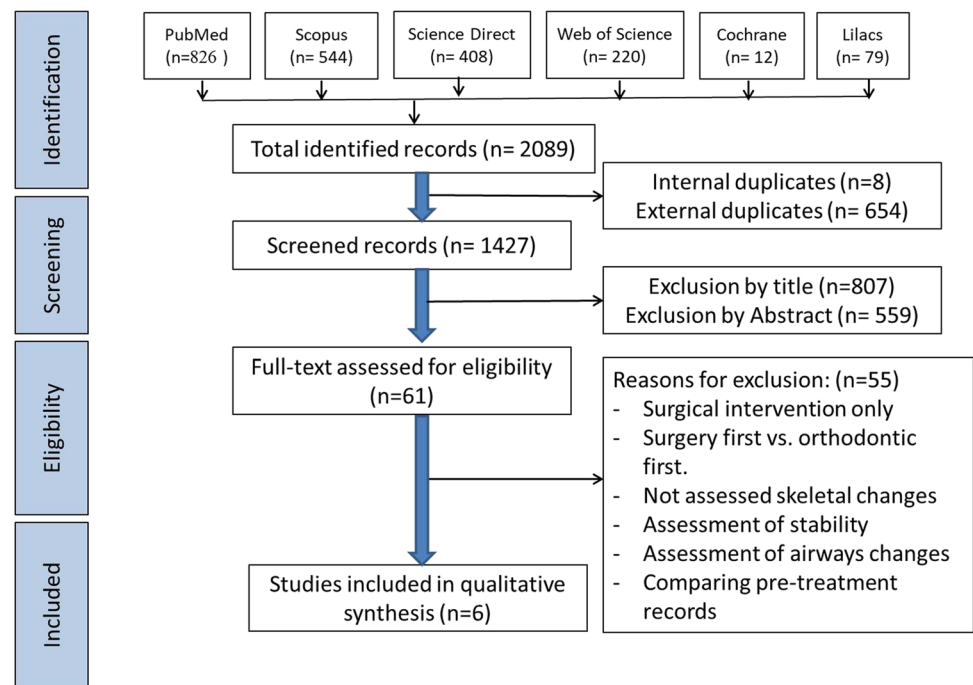 Identification
PubMed
(n=826 )
Scopus
(n= 544)
Science Direct
(n= 408)
Web of Science
(n= 220)
Cochrane
(n= 12)
Lilacs
(n= 79)
Total identified records (n= 2089)
Internal duplicates (n=8)
External duplicates (n= 654)
Screening
Screened records (n= 1427)
Exclusion by title (n=807)
Exclusion by Abstract (n= 559)
Eligibility
Full-text assessed for eligibility
(n=61)
Reasons for exclusion: (n=55)
- Surgical intervention only
- Surgery first vs. orthodontic
first.
- Not assessed skeletal changes
- Assessment of stability
- Assessment of airways changes
- Comparing pre-treatment
records
Included
Studies included in qualitative
synthesis (n=6)